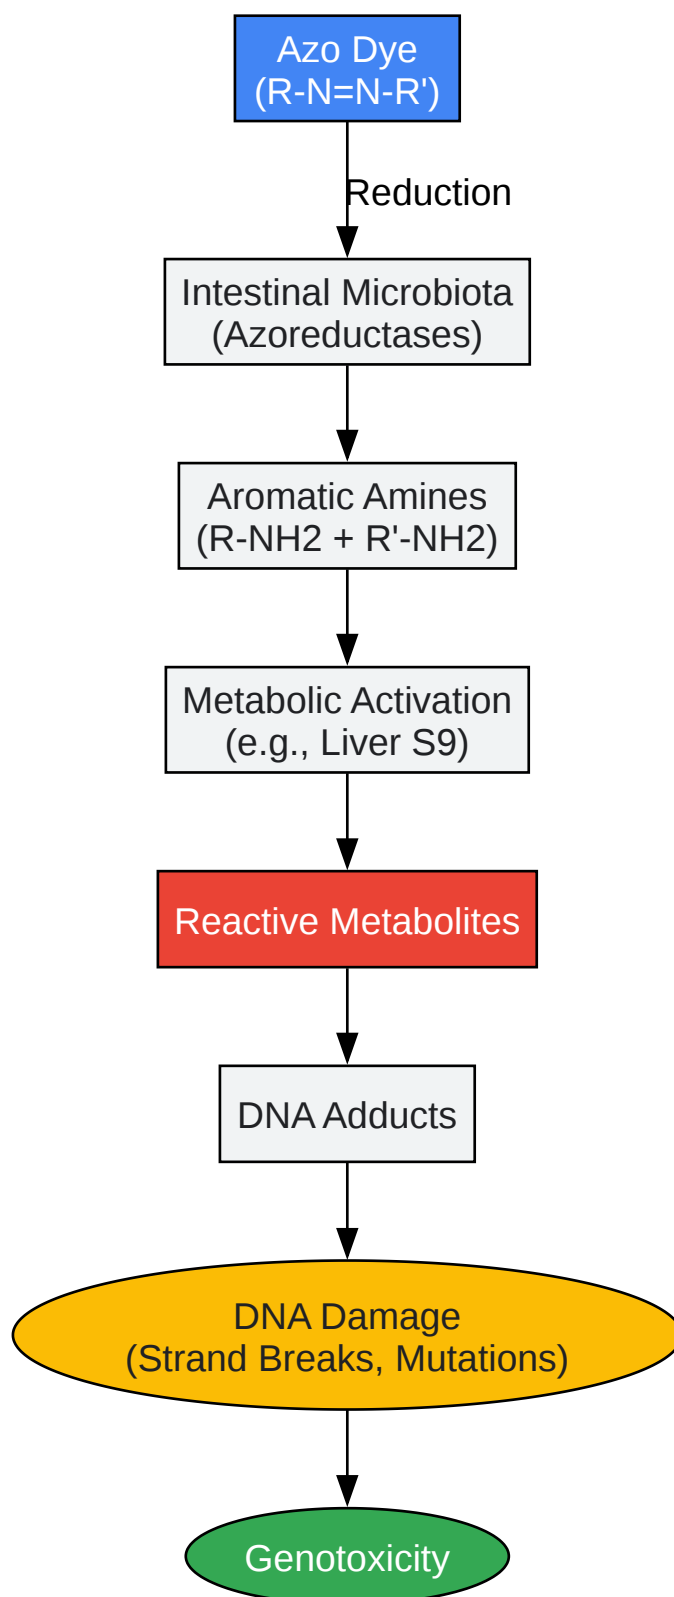 Azo Dye
(R-N=N-R')
Reduction
Intestinal Microbiota
(Azoreductases)
Aromatic Amines
(R-NH2 + R'-NH2)
Metabolic Activation
(e.g., Liver S9)
Reactive Metabolites
DNA Adducts
DNA Damage
(Strand Breaks, Mutations)
Genotoxicity